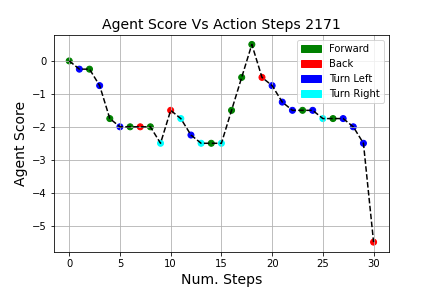 Agent Score Vs Action Steps 2171
Forward
Back
Turn Left
Turn Right
Agent Score
0
−1
−2
−3
−4
−5
0 5 10 15 20 25 30
Num. Steps